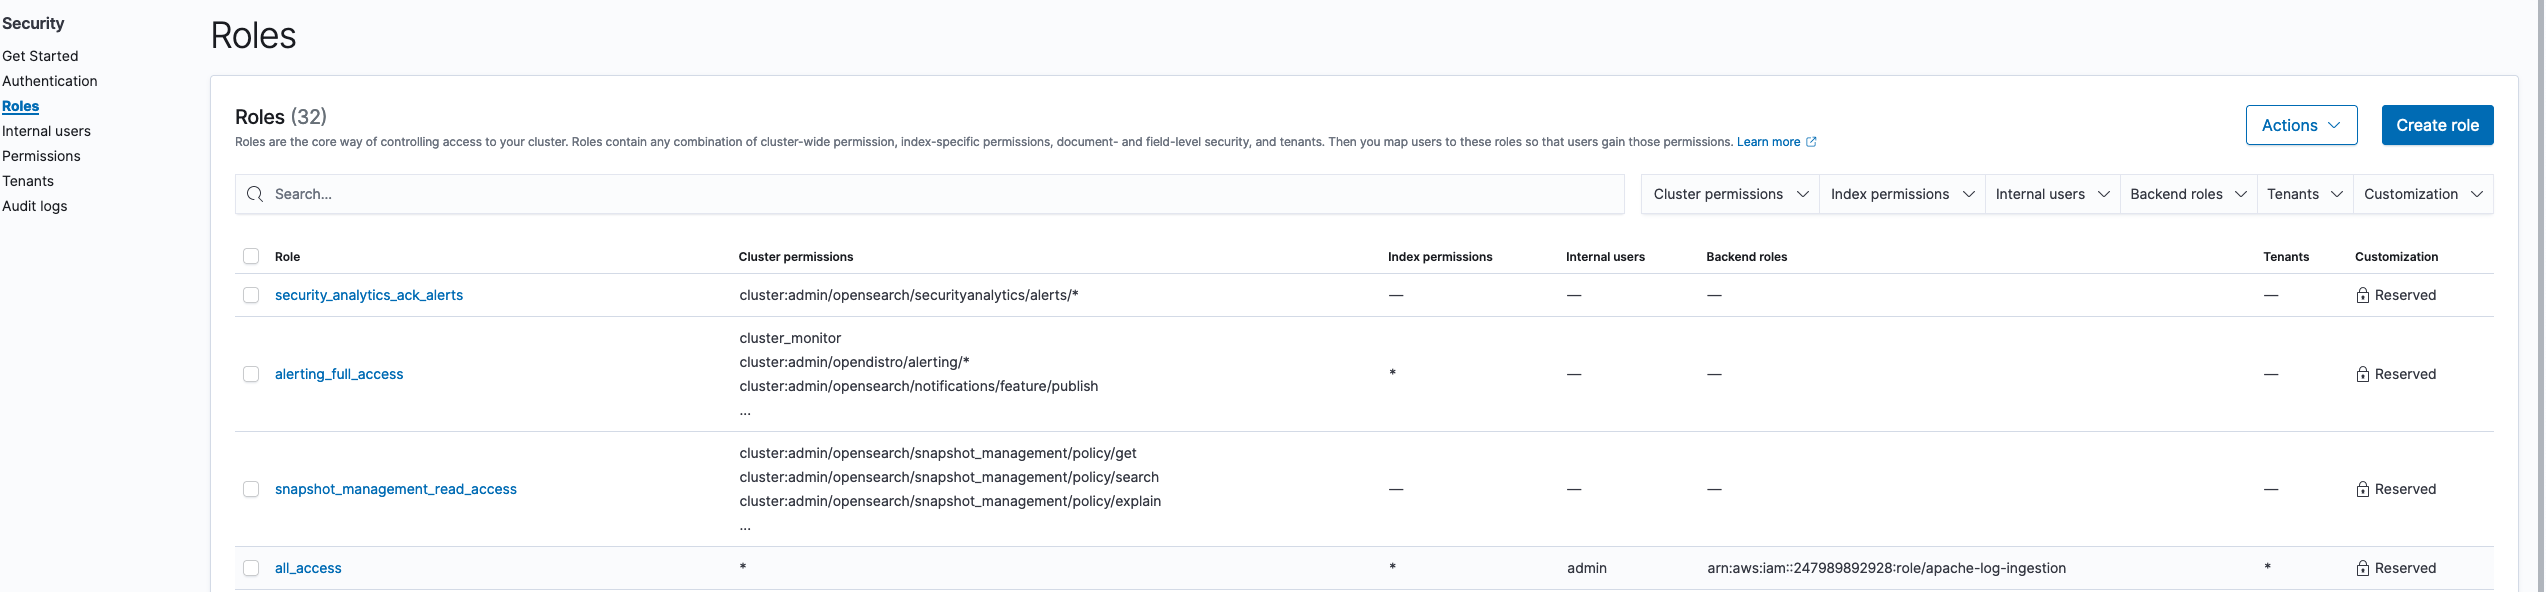 Security
Get Started
Authentication
Roles
Internal users
Permissions
Tenants
Audit logs
Roles
Roles (32)
Roles are the core way of controlling access to your cluster. Roles contain any combination of cluster-wide permission, index-specific permissions, document- and field-level security, and tenants. Then you map users to these roles so that users gain those permissions. Learn more
Actions
Create role
Search...
Cluster permissions
Index permissions
Internal users
Backend roles
Tenants
Customization
Role Cluster permissions Index permissions Internal users Backend roles Tenants Customization
security_analytics_ack_alerts cluster:admin/opensearch/securityanalytics/alerts/* — — — — Reserved
cluster_monitor
cluster:admin/opendistro/alerting/*
alerting_full_access * — — — Reserved
cluster:admin/opensearch/notifications/feature/publish
...
cluster:admin/opensearch/snapshot_management/policy/get
cluster:admin/opensearch/snapshot_management/policy/search
snapshot_management_read_access — — — — Reserved
cluster:admin/opensearch/snapshot_management/policy/explain
...
all_access * * admin arn:aws:iam::247989892928:role/apache-log-ingestion * Reserved